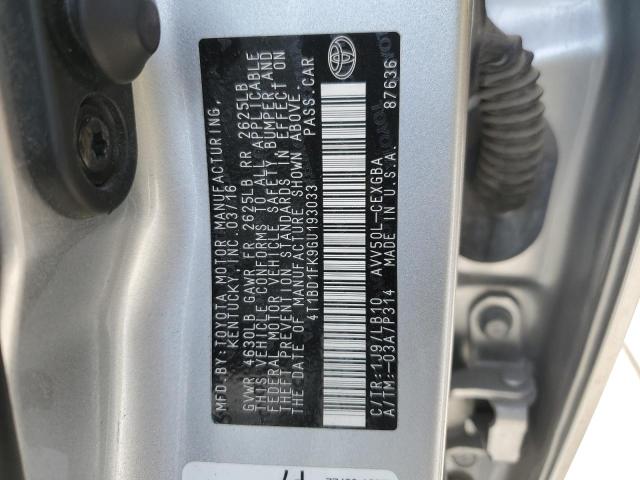 MFD. BY: TOYOTA MOTOR MANUFACTURING,
KENTUCKY, INC. 03/16
GVWR 4630LB GAWR FR 2625LB RR 2625LB
THIS VEHICLE CONFORMS TO ALL APPLICABLE
FEDERAL MOTOR VEHICLE SAFETY, BUMPER AND
THEFT PREVENTION STANDARDS IN EFFECT ON
THE DATE OF MANUFACTURE SHOWN ABOVE.
4T1BD1FK9GU193033 PASS.CAR
C/TR:1J9/LB10 AVV50L-CEXGBA
A/TM:-03A/P314 MADE IN U.S.A.
87636
TOYOTA